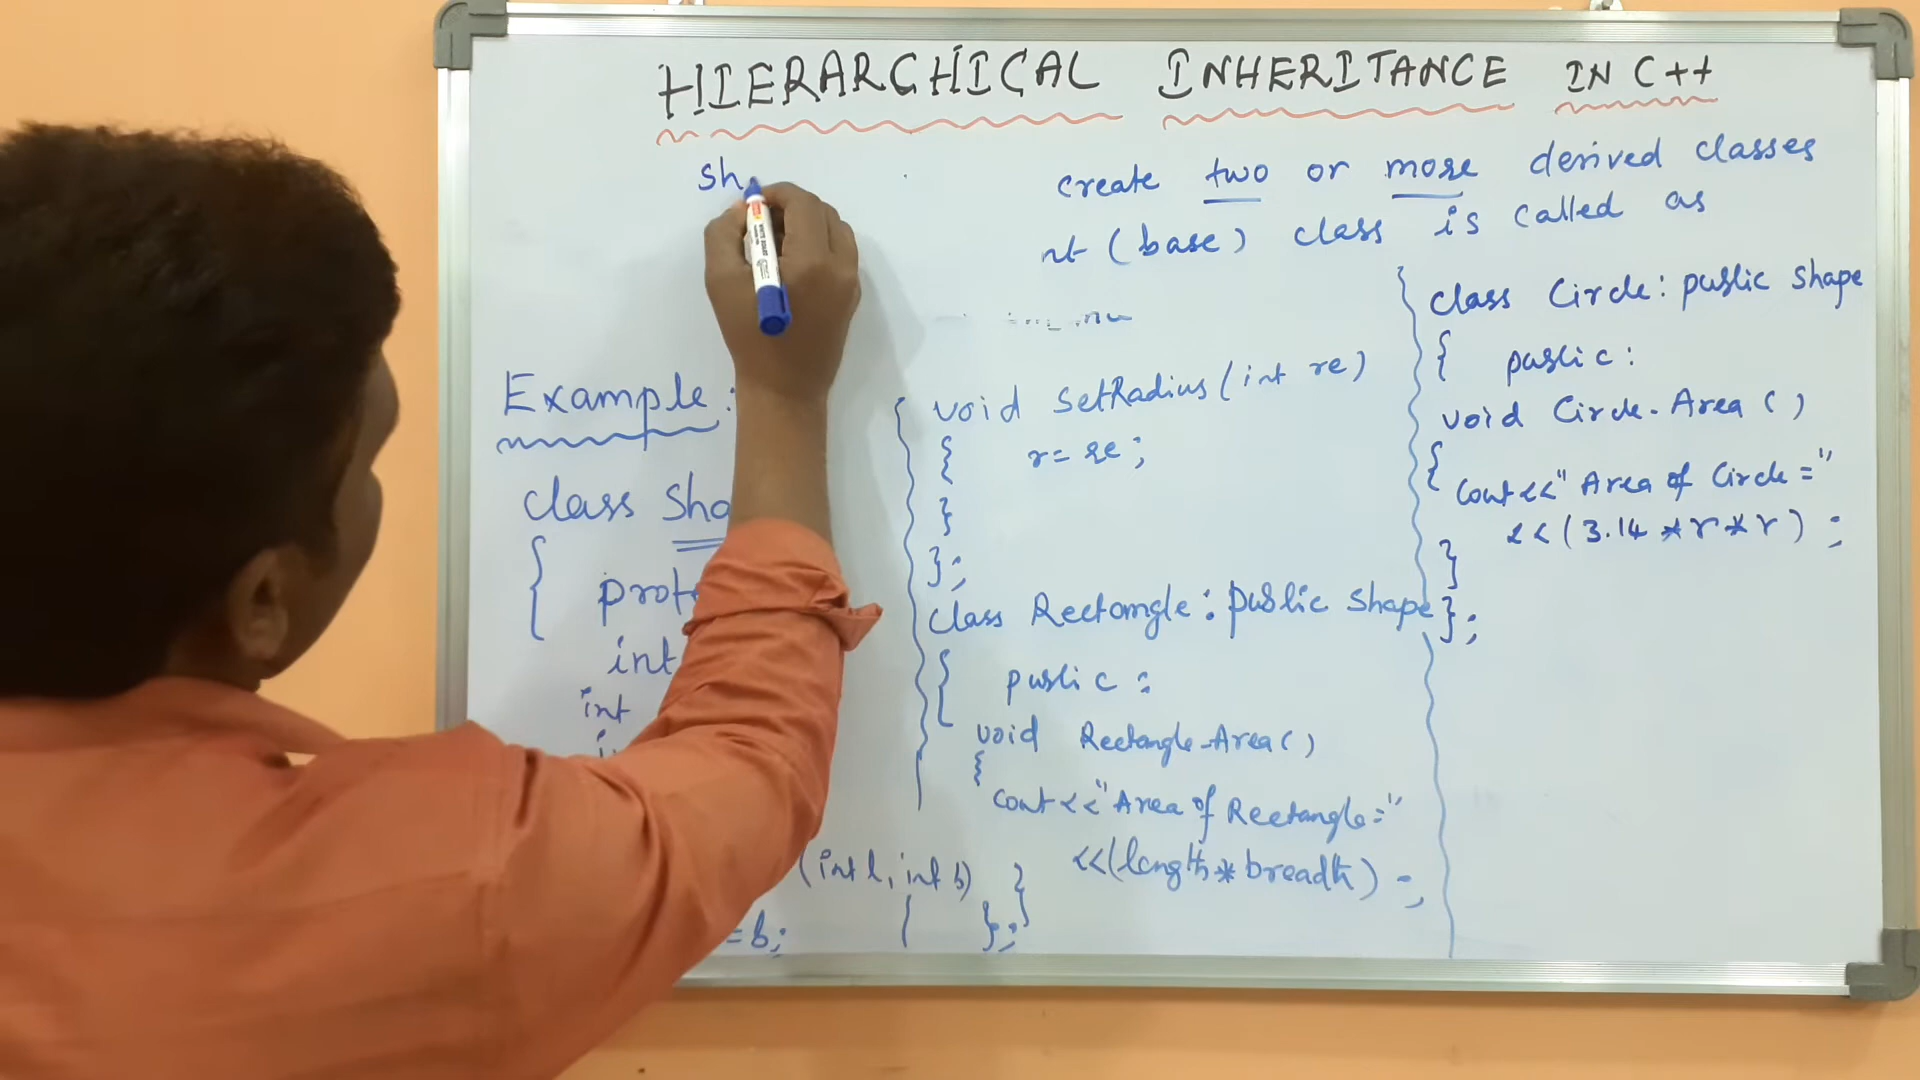 HIERARCHICAL INHERITANCE IN C++
Sh
create two or more derived classes
(base) class is called as
Example:
class Sha
{
int
int
=b;
(int l, int b)
void SetRadius(int re)
{ r=re;
}
};
class Rectangle: public Shape
{ public:
void Rectangle-Area()
{
cout<<"Area of Rectangle="
<<(length*breadth);
}
};
class Circle: public Shape
{ public:
void Circle-Area()
{
cout<<"Area of Circle="
<<(3.14*r*r);
}
};